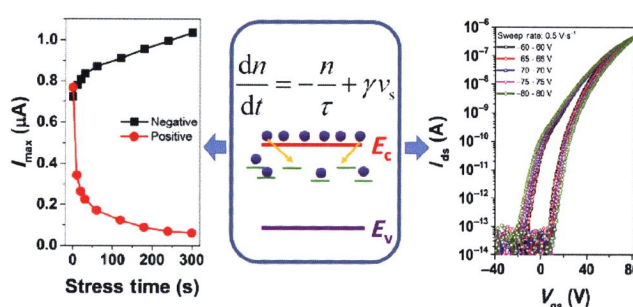 1.0
0.8
0.6
0.4
0.2
0.0
I_max (μA)
Negative
Positive
0
100
200
300
Stress time (s)
dn/dt = −n/τ + γv_s
E_c
E_v
10⁻⁶
10⁻⁷
10⁻⁸
10⁻⁹
10⁻¹⁰
10⁻¹¹
10⁻¹²
10⁻¹³
10⁻¹⁴
I_ds (A)
Sweep rate: 0.5 V·s⁻¹
-60 - 60 V
-65 - 65 V
-70 - 70 V
-75 - 75 V
-80 - 80 V
-40
0
40
80
V_gs (V)